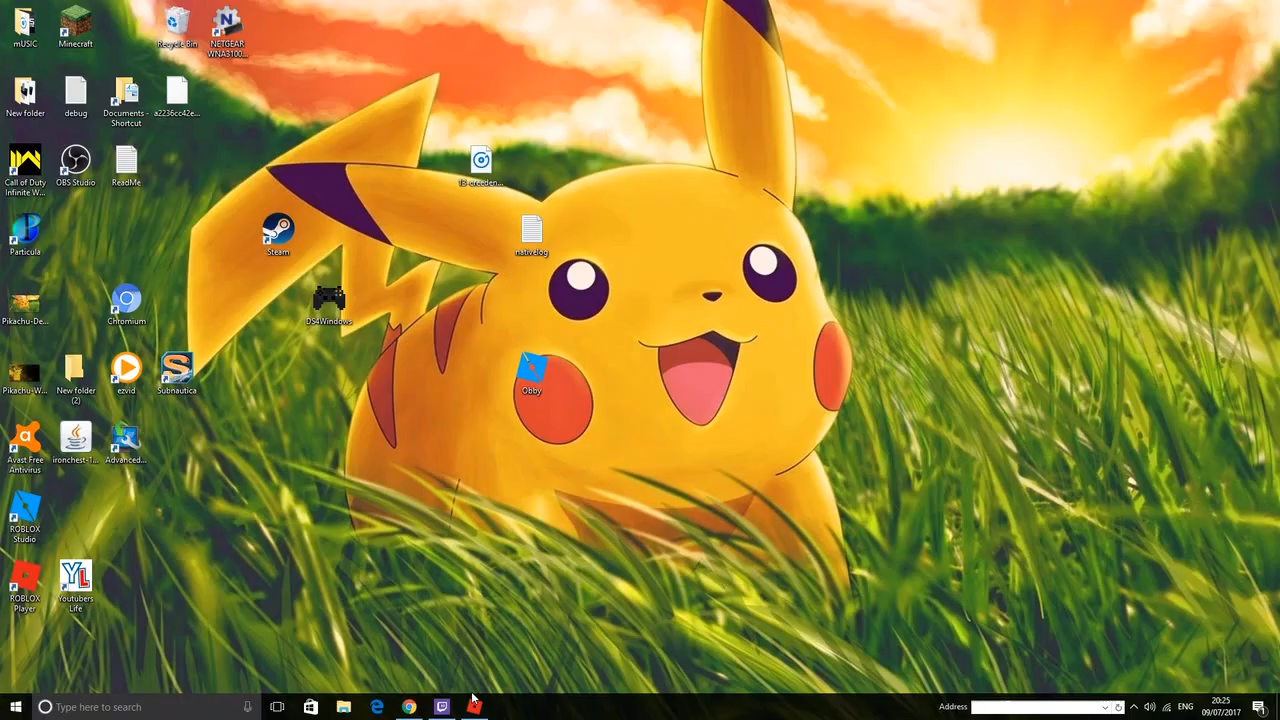 mUSIC
Minecraft
Recycle Bin
NETGEAR
WNA3100...
New folder
debug
Documents -
Shortcut
a2236cc42e...
Call of Duty
Infinite W...
OBS Studio
ReadMe
13-creeden...
Particula
Steam
nativelog
Pikachu-De...
Chromium
DS4Windows
Pikachu-W...
New folder
(2)
ezvid
Subnautica
Obby
Avast Free
Antivirus
ironchest-1...
Advanced...
ROBLOX
Studio
ROBLOX
Player
Youtubers
Life
Type here to search
Address
ENG
20:25
09/07/2017